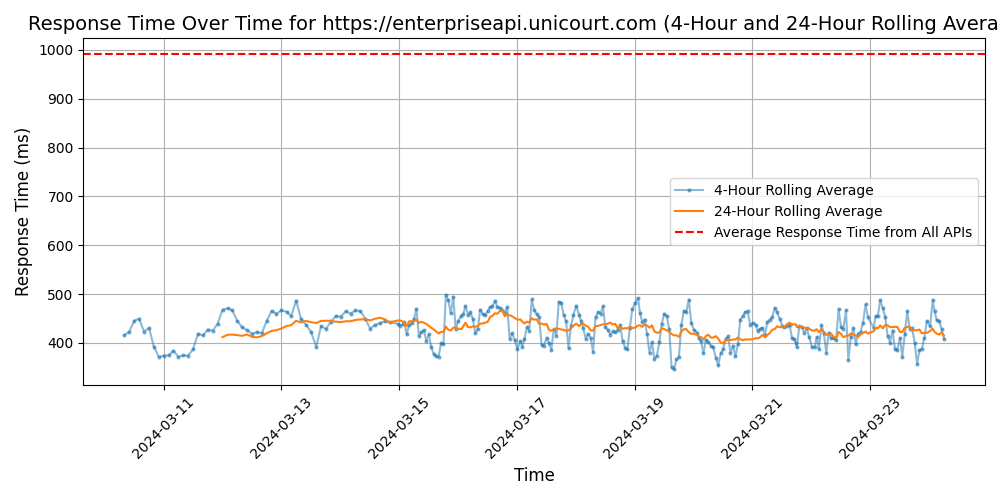 Response Time Over Time for https://enterpriseapi.unicourt.com (4-Hour and 24-Hour Rolling Avera
Response Time (ms)
1000
900
800
700
600
500
400
4-Hour Rolling Average
24-Hour Rolling Average
Average Response Time from All APIs
2024-03-11
2024-03-13
2024-03-15
2024-03-17
2024-03-19
2024-03-21
2024-03-23
Time